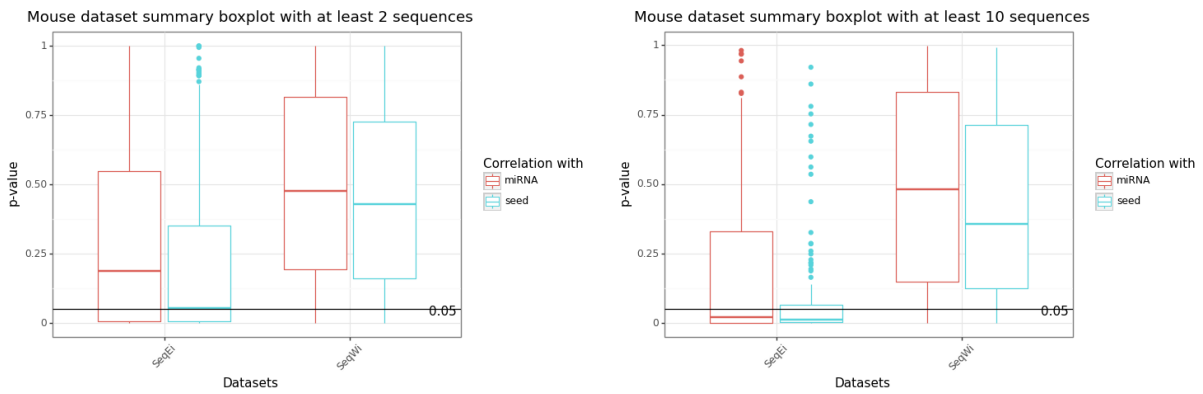 Mouse dataset summary boxplot with at least 2 sequences
1
0.75
0.50
0.25
0
p-value
0.05
SeqEi
SeqWi
Datasets
Correlation with
miRNA
seed
Mouse dataset summary boxplot with at least 10 sequences
1
0.75
0.50
0.25
0
p-value
0.05
SeqEi
SeqWi
Datasets
Correlation with
miRNA
seed